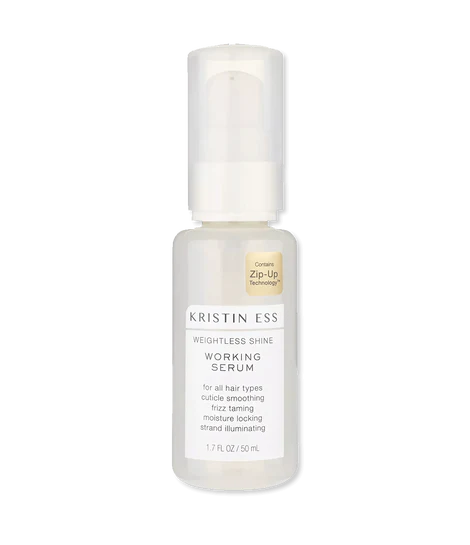 Contains
Zip-Up
Technology™
KRISTIN ESS
WEIGHTLESS SHINE
WORKING
SERUM
for all hair types
cuticle smoothing
frizz taming
moisture locking
strand illuminating
1.7 FL OZ / 50 mL